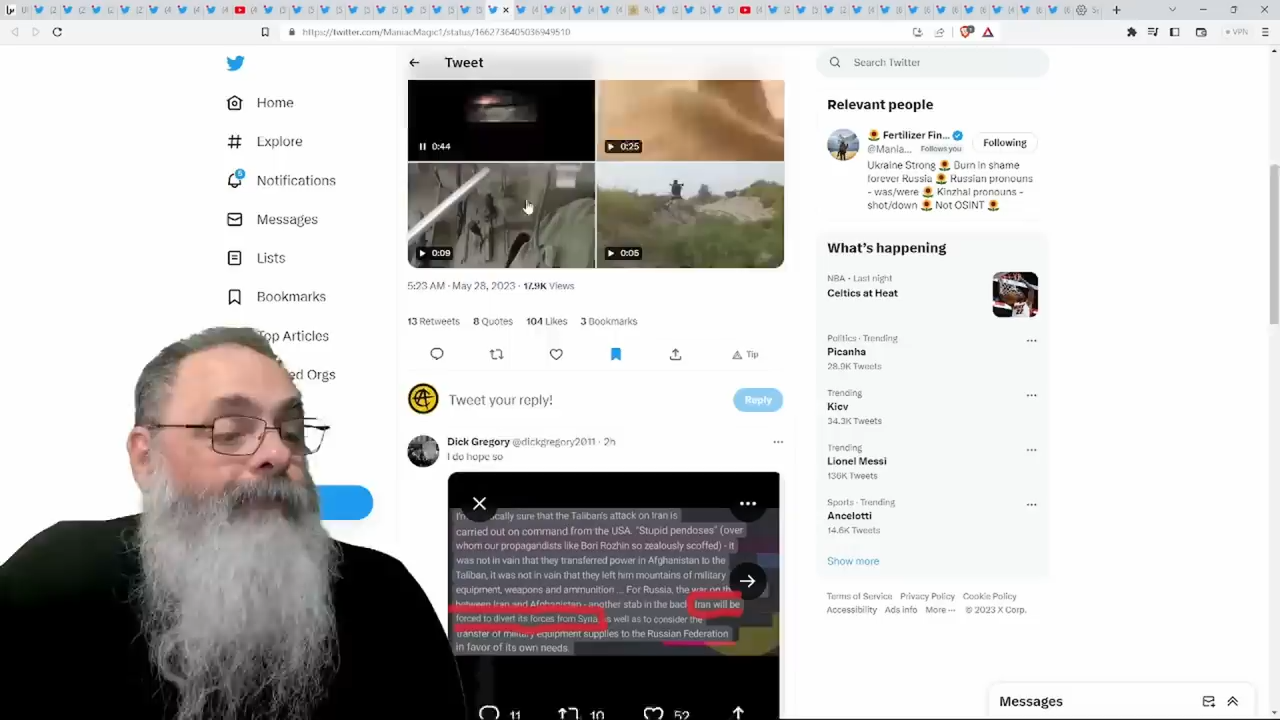 https://twitter.com/ManiacMagic1/status/1662736405036949510
VPN
Home
Explore
Notifications
Messages
Lists
Bookmarks
Top Articles
ed Orgs
Tweet
0:44
0:25
0:09
0:05
5:23 AM · May 28, 2023 · 17.9K Views
13 Retweets 8 Quotes 104 Likes 3 Bookmarks
Tip
Tweet your reply!
Reply
Dick Gregory @dickgregory2011 · 2h
I do hope so
sure that the Taliban's attack on Iran is
carried out on command from the USA. "Stupid pendoses" (over
whom our propagandists like Bori Rozhin so zealously scoffed) - it
was not in vain that they transferred power in Afghanistan to the
Taliban, it was not in vain that they left him mountains of military
equipment, weapons and ammunition ... For Russia, the war on the
between Iran and Afghanistan - another stab in the back. Iran will be
forced to divert its forces from Syria, as well as to consider the
transfer of military equipment supplies to the Russian Federation
in favor of its own needs.
11 10 52
Search Twitter
Relevant people
Fertilizer Fin...
@Mania... Follows you
Following
Ukraine Strong Burn in shame
forever Russia Russian pronouns
- was/were Kinzhal pronouns -
shot/down Not OSINT
What's happening
NBA · Last night
Celtics at Heat
Politics · Trending
Picanha
28.9K Tweets
Trending
Kiev
34.3K Tweets
Trending
Lionel Messi
136K Tweets
Sports · Trending
Ancelotti
14.6K Tweets
Show more
Terms of Service Privacy Policy Cookie Policy
Accessibility Ads info More ··· © 2023 X Corp.
Messages